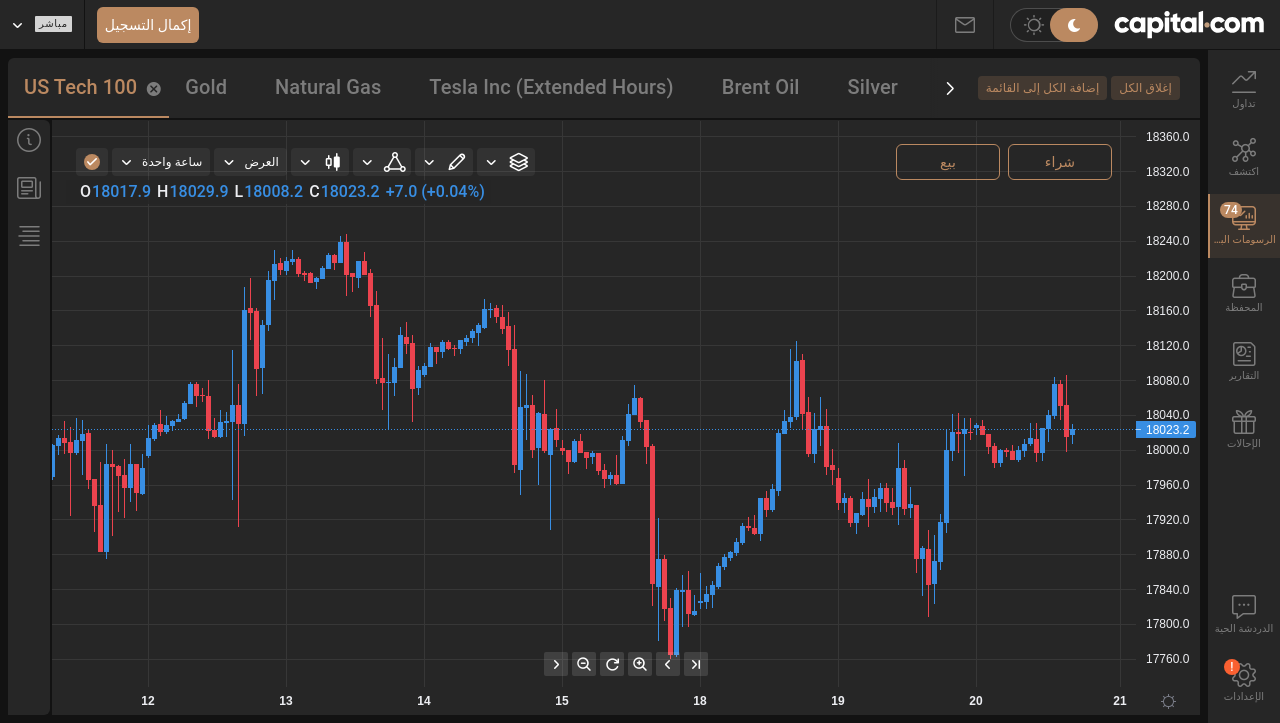 capital.com
إكمال التسجيل
مباشر
US Tech 100
Gold
Natural Gas
Tesla Inc (Extended Hours)
Brent Oil
Silver
إضافة الكل إلى القائمة
إغلاق الكل
ساعة واحدة
العرض
بيع
شراء
O18017.9 H18029.9 L18008.2 C18023.2 +7.0 (+0.04%)
18360.0
18320.0
18280.0
18240.0
18200.0
18160.0
18120.0
18080.0
18040.0
18023.2
18000.0
17960.0
17920.0
17880.0
17840.0
17800.0
17760.0
12 13 14 15 18 19 20 21
تداول
اكتشف
74
الرسومات الب...
المحفظة
التقارير
الإحالات
الدردشة الحية
!
الإعدادات